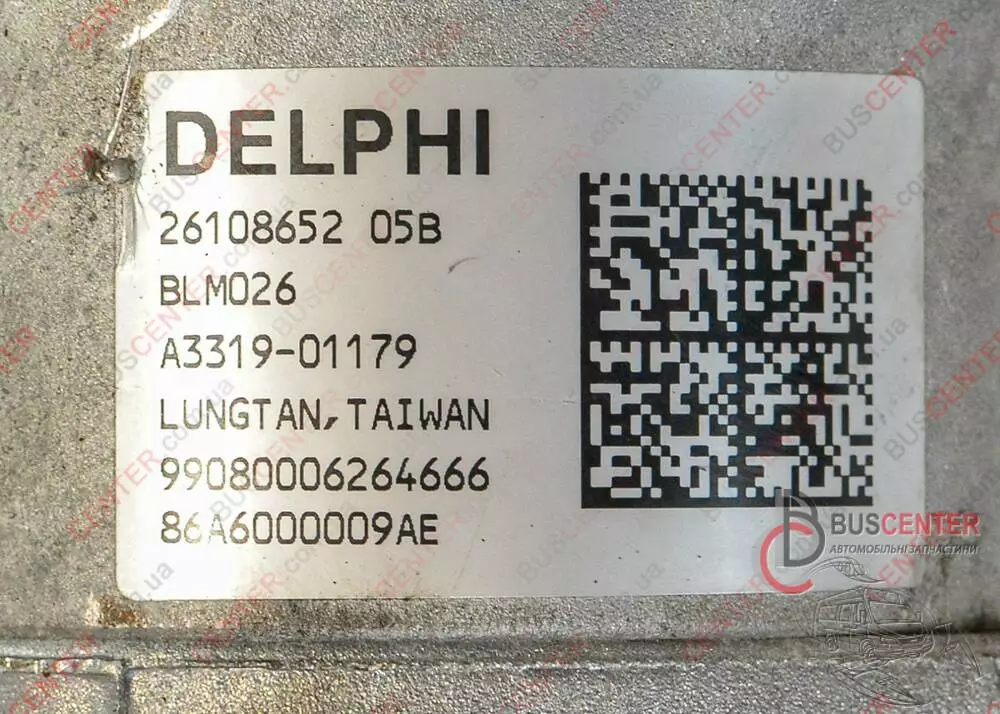 DELPHI
26108652 05B
BLM026
A3319-01179
LUNGTAN,TAIWAN
99080006264666
86A6000009AE
BUSCENTER
АВТОМОБІЛЬНІ ЗАПЧАСТИНИ